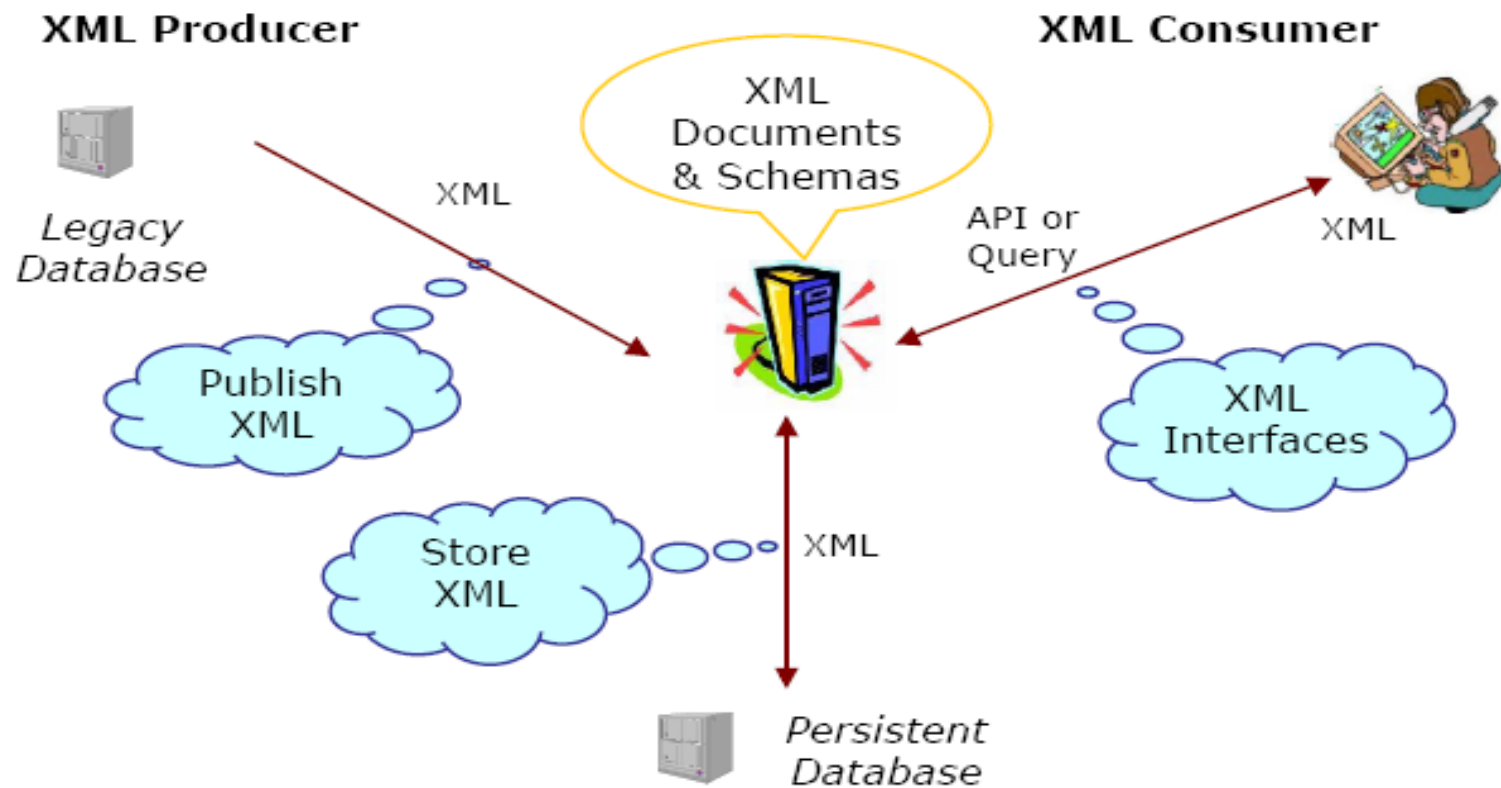 XML Producer
XML Consumer
XML
Documents
& Schemas
Legacy
Database
XML
API or
Query
XML
Publish
XML
XML
Interfaces
Store
XML
XML
Persistent
Database